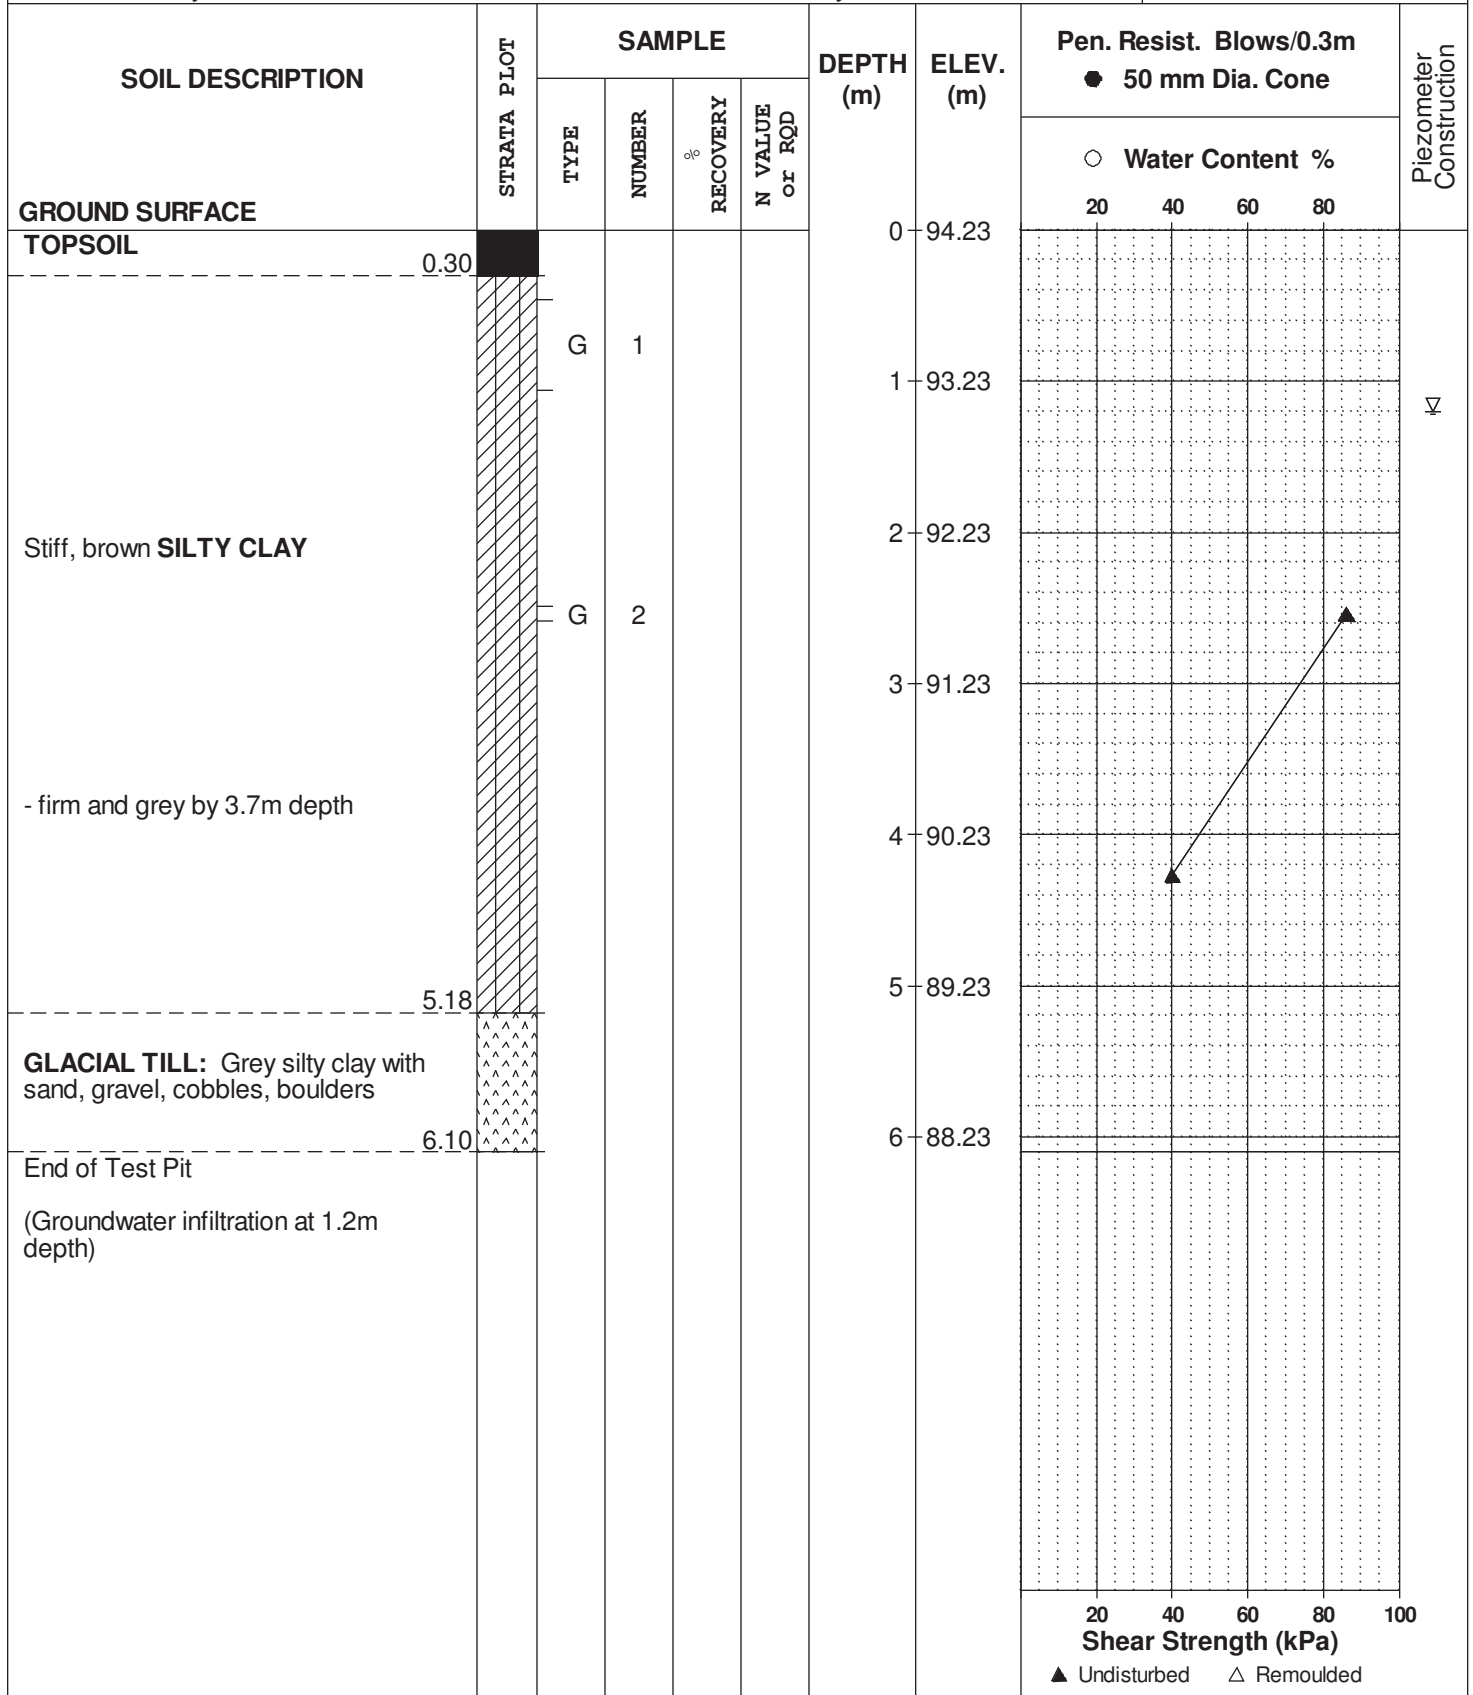 SOIL DESCRIPTION
GROUND SURFACE
STRATA PLOT
SAMPLE
TYPE
NUMBER
%
RECOVERY
N VALUE
or RQD
DEPTH
(m)
ELEV.
(m)
Pen. Resist. Blows/0.3m
● 50 mm Dia. Cone
○ Water Content %
20 40 60 80
Piezometer
Construction
TOPSOIL
0.30
0 94.23
G 1
1 93.23
Stiff, brown SILTY CLAY
2 92.23
G 2
3 91.23
- firm and grey by 3.7m depth
4 90.23
5 89.23
5.18
GLACIAL TILL: Grey silty clay with
sand, gravel, cobbles, boulders
6.10
6 88.23
End of Test Pit
(Groundwater infiltration at 1.2m
depth)
20 40 60 80 100
Shear Strength (kPa)
▲ Undisturbed △ Remoulded